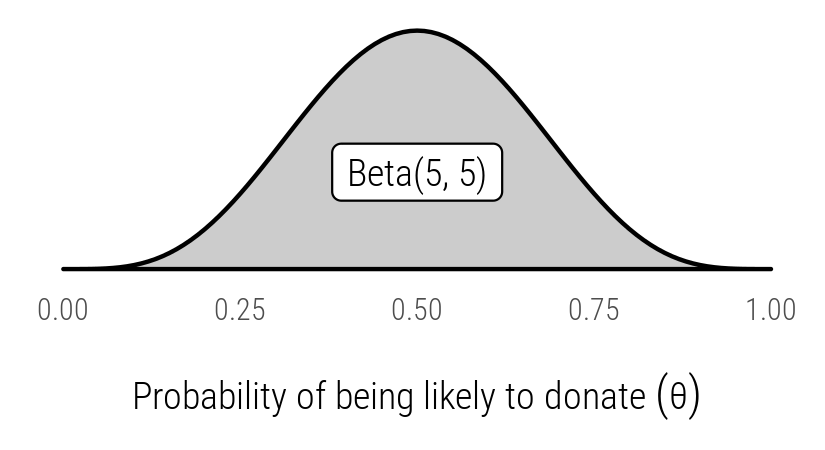 Beta(5, 5)
0.00 0.25 0.50 0.75 1.00
Probability of being likely to donate (θ)